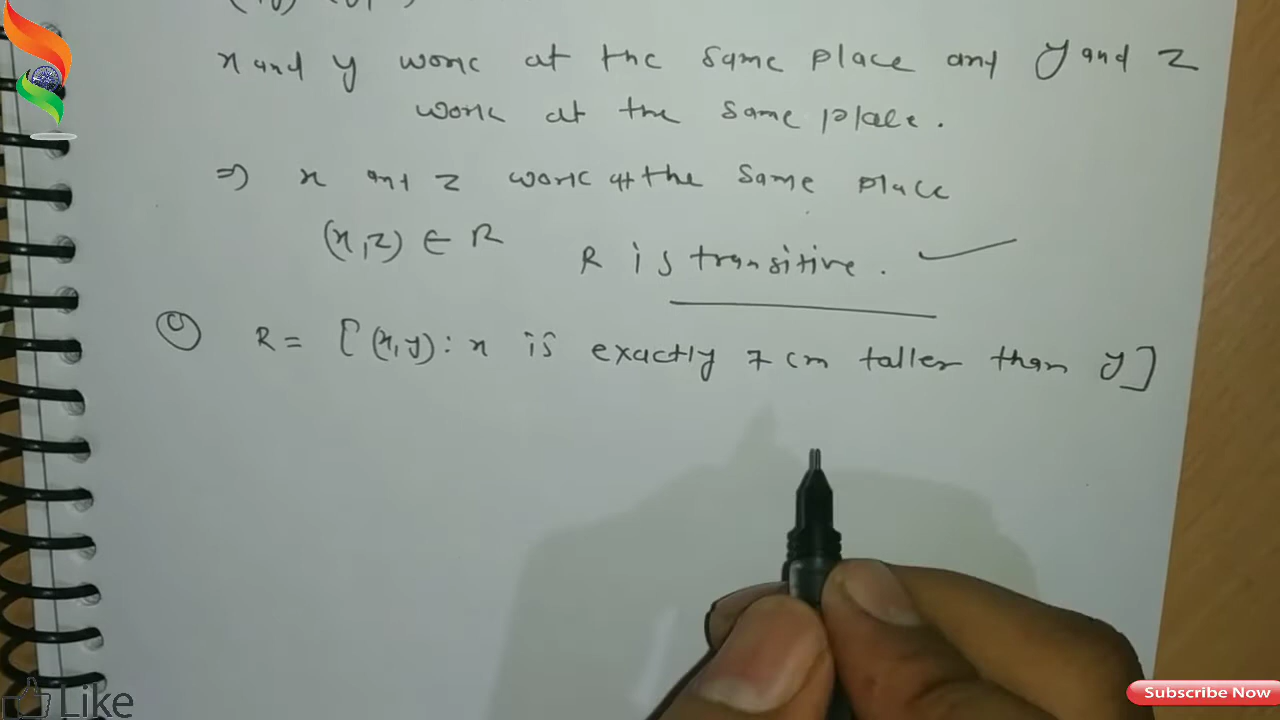 x and y work at the same place and y and z
work at the same place.
⇒ x and z work at the same place
(x,z) ∈ R R is transitive. ✓
R = [(x,y): x is exactly 7 cm taller than y]
Like
Subscribe Now